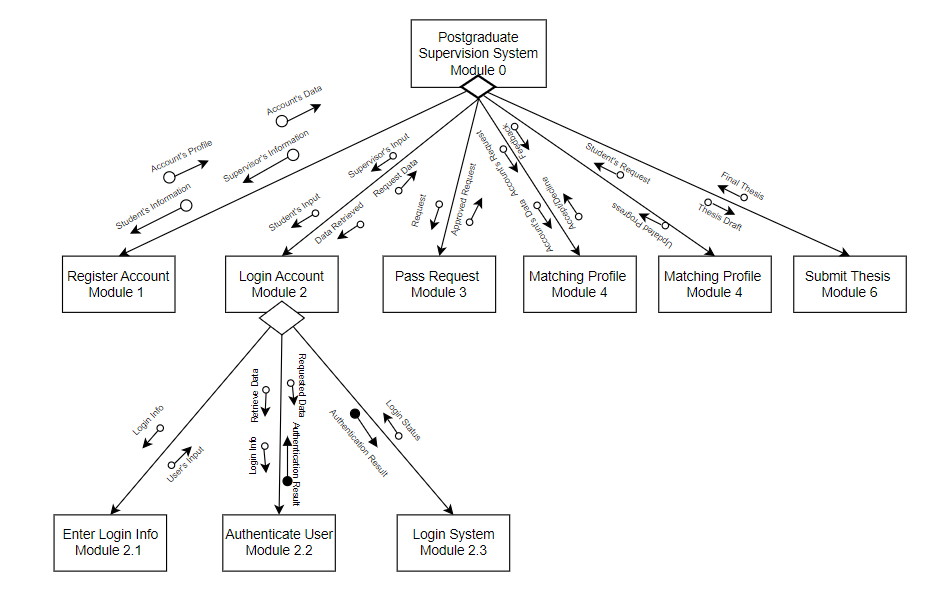 Postgraduate
Supervision System
Module 0
Account's Data
Account's Profile
Supervisor's Information
Student's Information
Supervisor's Input
Request Data
Student's Input
Data Retrieved
Request
Approved Request
Account's Request
Feedback
Account's Data
Accept/Decline
Student's Request
Updated Progress
Final Thesis
Thesis Draft
Register Account
Module 1
Login Account
Module 2
Pass Request
Module 3
Matching Profile
Module 4
Matching Profile
Module 4
Submit Thesis
Module 6
Login Info
User's Input
Retrieve Data
Requested Data
Login Info
Authentication Result
Authentication Result
Login Status
Enter Login Info
Module 2.1
Authenticate User
Module 2.2
Login System
Module 2.3